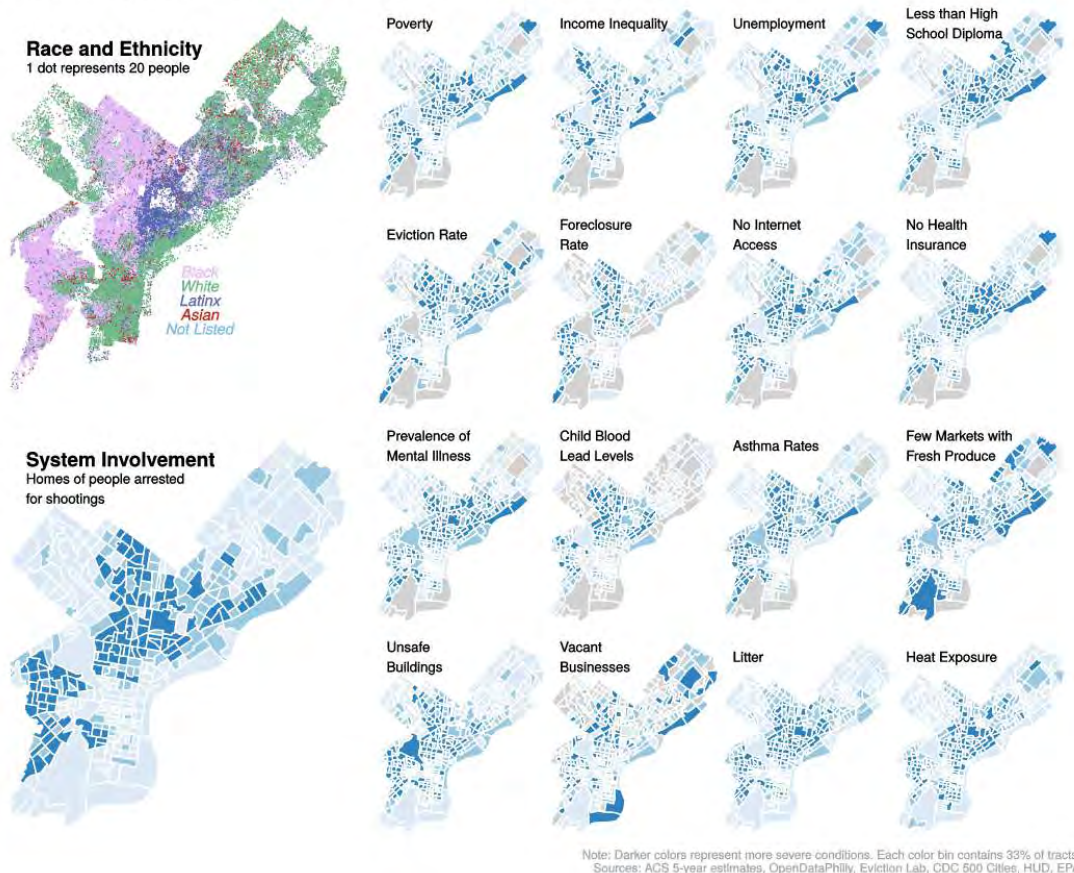 Race and Ethnicity
1 dot represents 20 people
Black
White
Latinx
Asian
Not Listed
System Involvement
Homes of people arrested
for shootings
Poverty
Income Inequality
Unemployment
Less than High
School Diploma
Eviction Rate
Foreclosure
Rate
No Internet
Access
No Health
Insurance
Prevalence of
Mental Illness
Child Blood
Lead Levels
Asthma Rates
Few Markets with
Fresh Produce
Unsafe
Buildings
Vacant
Businesses
Litter
Heat Exposure
Note: Darker colors represent more severe conditions. Each color bin contains 33% of tracts
Sources: ACS 5-year estimates, OpenDataPhilly, Eviction Lab, CDC 500 Cities, HUD, EPA